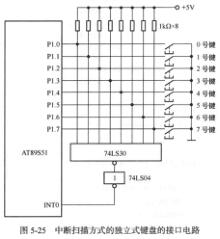 +5V
1kΩ×8
P1.0
0 号键
P1.1
1 号键
P1.2
2 号键
P1.3
3 号键
P1.4
4 号键
P1.5
5 号键
P1.6
6 号键
P1.7
7 号键
AT89S51
74LS30
1
74LS04
INT0
图 5-25 中断扫描方式的独立式键盘的接口电路